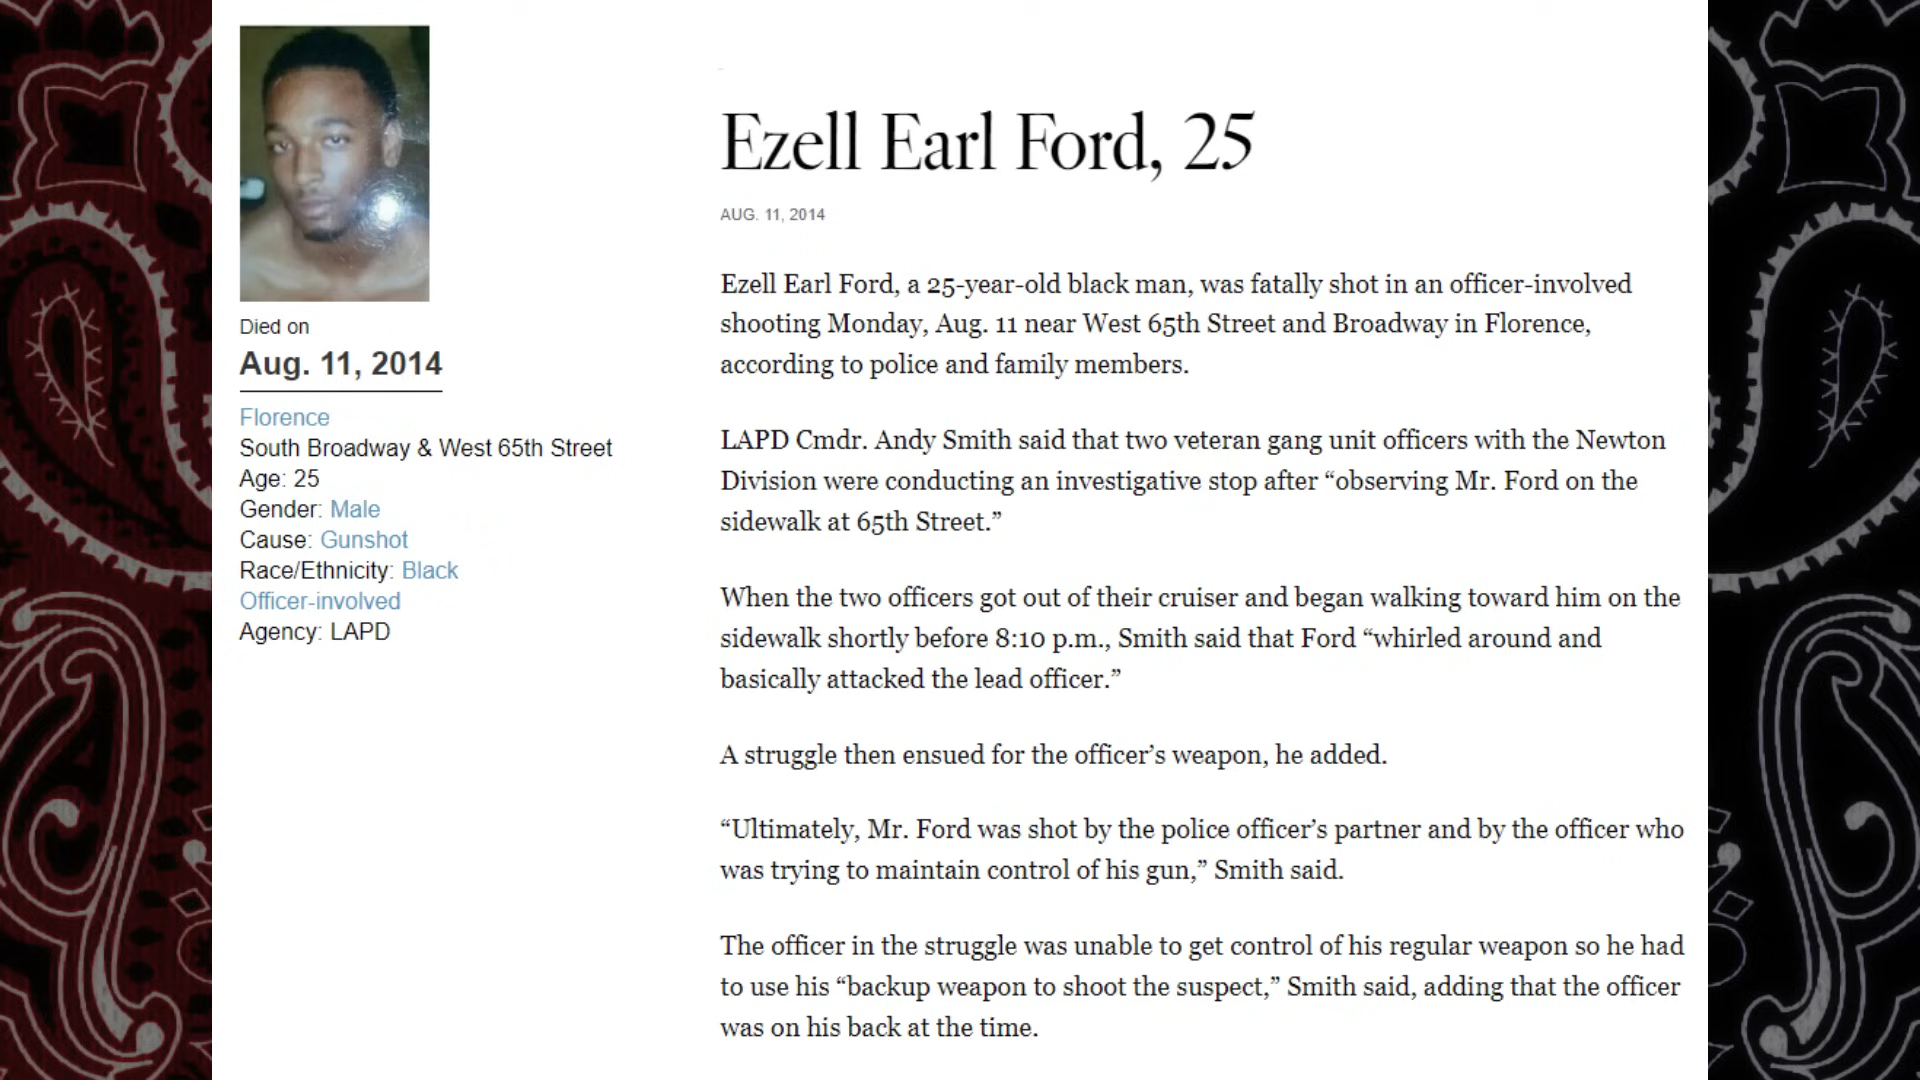 Died on
Aug. 11, 2014
Florence
South Broadway & West 65th Street
Age: 25
Gender: Male
Cause: Gunshot
Race/Ethnicity: Black
Officer-involved
Agency: LAPD
Ezell Earl Ford, 25
AUG. 11, 2014
Ezell Earl Ford, a 25-year-old black man, was fatally shot in an officer-involved
shooting Monday, Aug. 11 near West 65th Street and Broadway in Florence,
according to police and family members.
LAPD Cmdr. Andy Smith said that two veteran gang unit officers with the Newton
Division were conducting an investigative stop after “observing Mr. Ford on the
sidewalk at 65th Street.”
When the two officers got out of their cruiser and began walking toward him on the
sidewalk shortly before 8:10 p.m., Smith said that Ford “whirled around and
basically attacked the lead officer.”
A struggle then ensued for the officer’s weapon, he added.
“Ultimately, Mr. Ford was shot by the police officer’s partner and by the officer who
was trying to maintain control of his gun,” Smith said.
The officer in the struggle was unable to get control of his regular weapon so he had
to use his “backup weapon to shoot the suspect,” Smith said, adding that the officer
was on his back at the time.